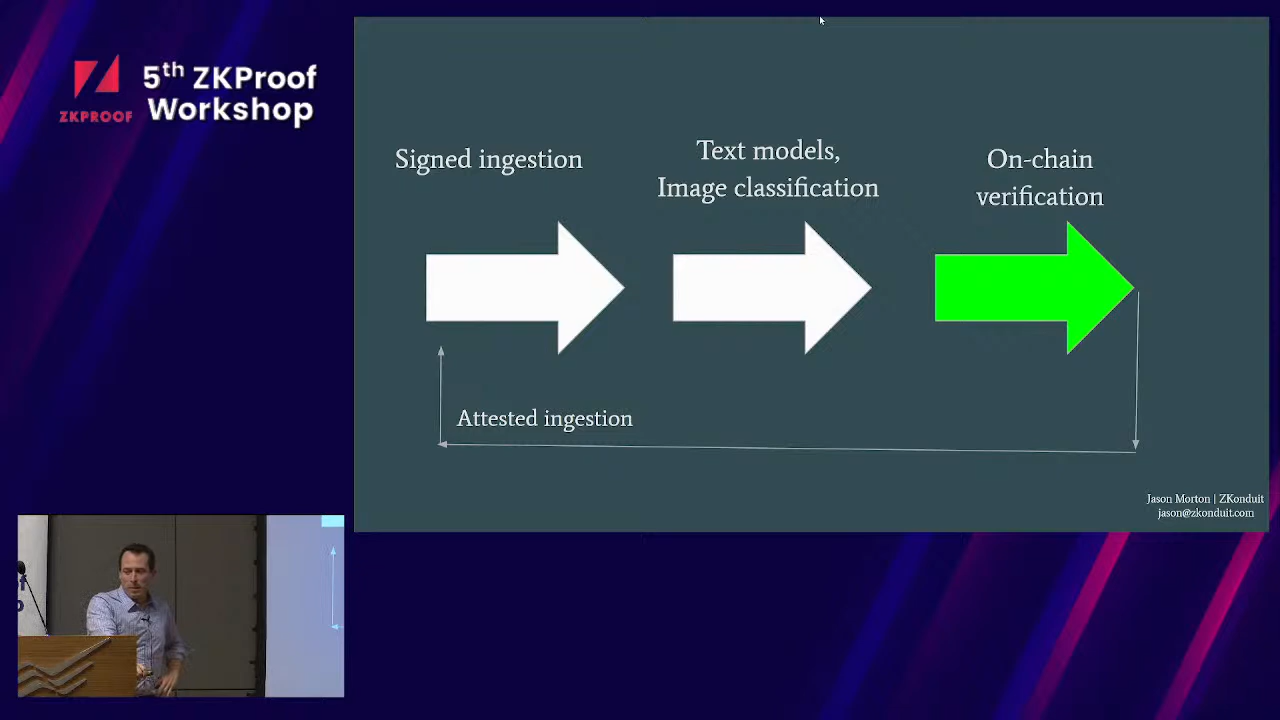 5th ZKProof
Workshop
ZKPROOF
Signed ingestion
Text models,
Image classification
On-chain
verification
Attested ingestion
Jason Morton | ZKonduit
jason@zkonduit.com